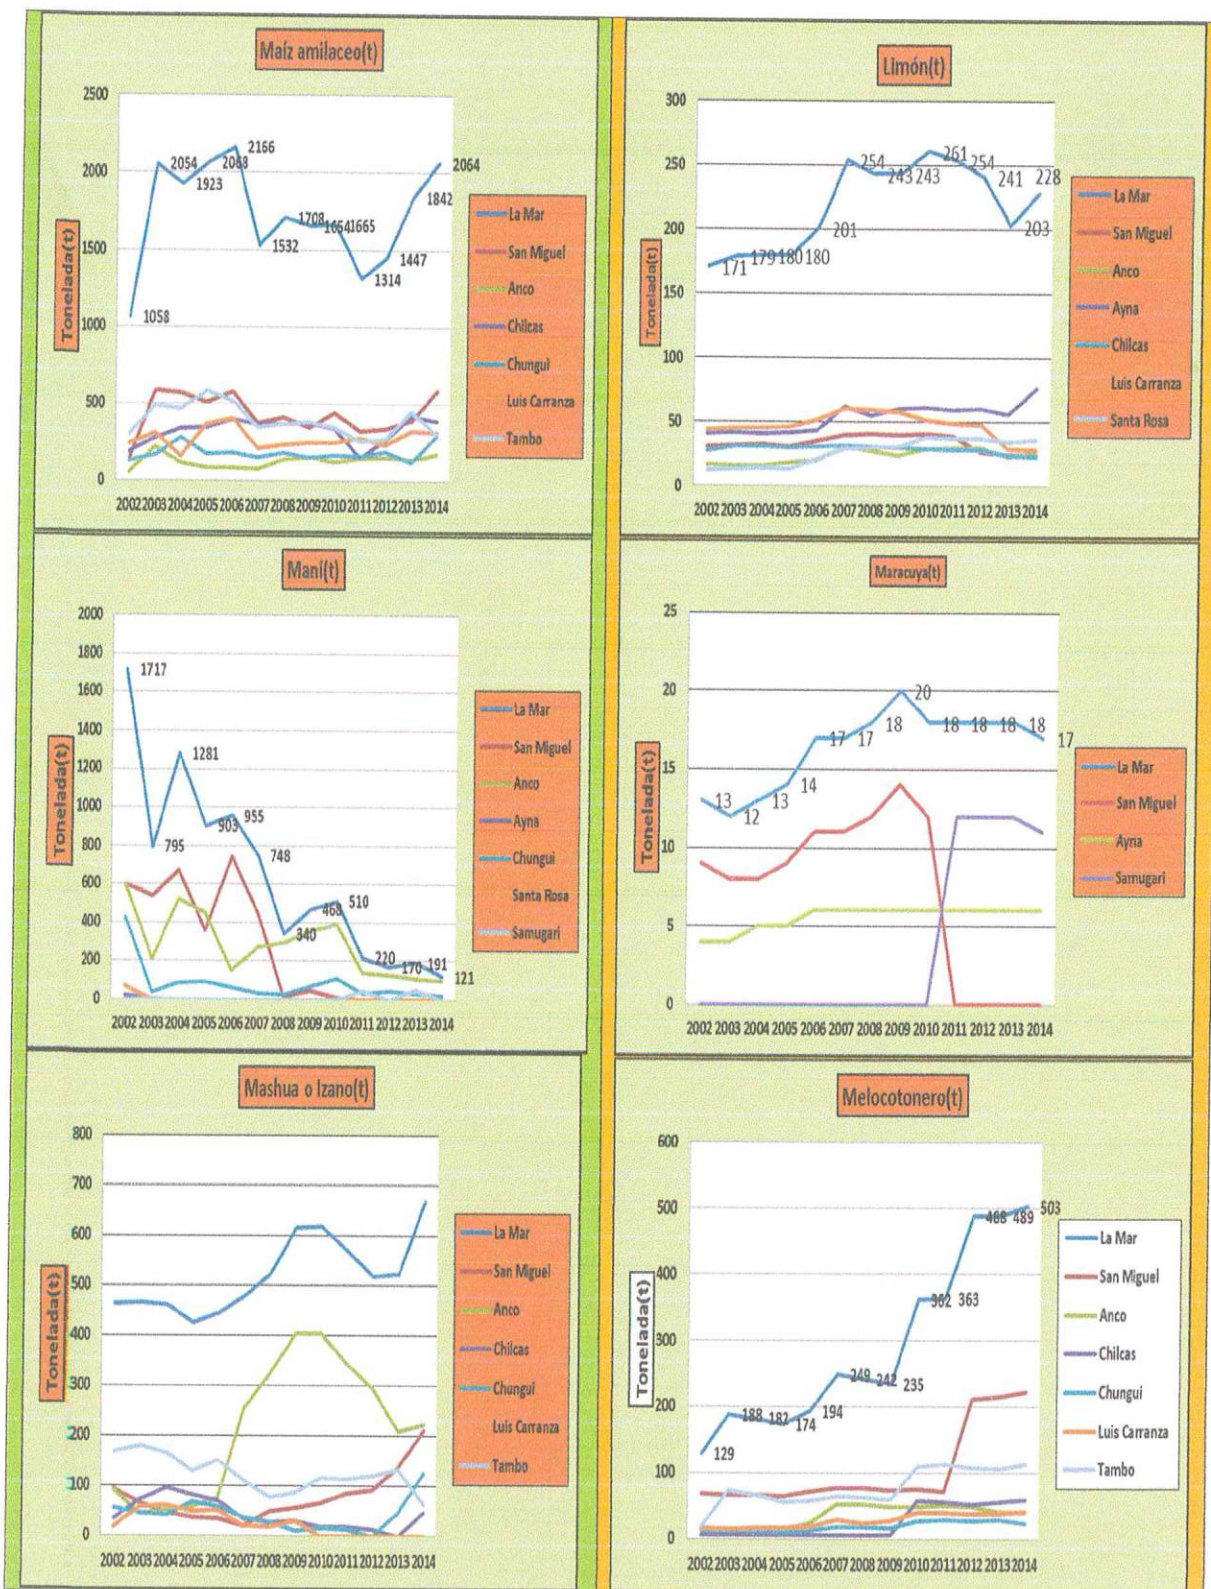 Maíz amilaceo(t)
Tonelada(t)
2500
2000
1500
1000
500
0
1058
2054
1923
2068
2166
1532
1708
1654
1665
1314
1447
1842
2064
2002 2003 2004 2005 2006 2007 2008 2009 2010 2011 2012 2013 2014
La Mar
San Miguel
Anco
Chilcas
Chungui
Luis Carranza
Tambo
Limón(t)
Tonelada(t)
300
250
200
150
100
50
0
171
179
180
180
201
254
243
243
261
254
241
203
228
2002 2003 2004 2005 2006 2007 2008 2009 2010 2011 2012 2013 2014
La Mar
San Miguel
Anco
Ayna
Chilcas
Luis Carranza
Santa Rosa
Maní(t)
Tonelada(t)
2000
1800
1600
1400
1200
1000
800
600
400
200
0
1717
795
1281
903
955
748
340
468
510
220
170
191
121
2002 2003 2004 2005 2006 2007 2008 2009 2010 2011 2012 2013 2014
La Mar
San Miguel
Anco
Ayna
Chungui
Santa Rosa
Samugari
Maracuya(t)
Tonelada(t)
25
20
15
10
5
0
13
12
13
14
17
17
18
20
18
18
18
18
17
2002 2003 2004 2005 2006 2007 2008 2009 2010 2011 2012 2013 2014
La Mar
San Miguel
Ayna
Samugari
Mashua o Izano(t)
Tonelada(t)
800
700
600
500
400
300
200
100
0
2002 2003 2004 2005 2006 2007 2008 2009 2010 2011 2012 2013 2014
La Mar
San Miguel
Anco
Chilcas
Chungui
Luis Carranza
Tambo
Melocotonero(t)
Tonelada(t)
600
500
400
300
200
100
0
129
188
182
174
194
249
242
235
362
363
488
489
503
2002 2003 2004 2005 2006 2007 2008 2009 2010 2011 2012 2013 2014
La Mar
San Miguel
Anco
Chilcas
Chungui
Luis Carranza
Tambo